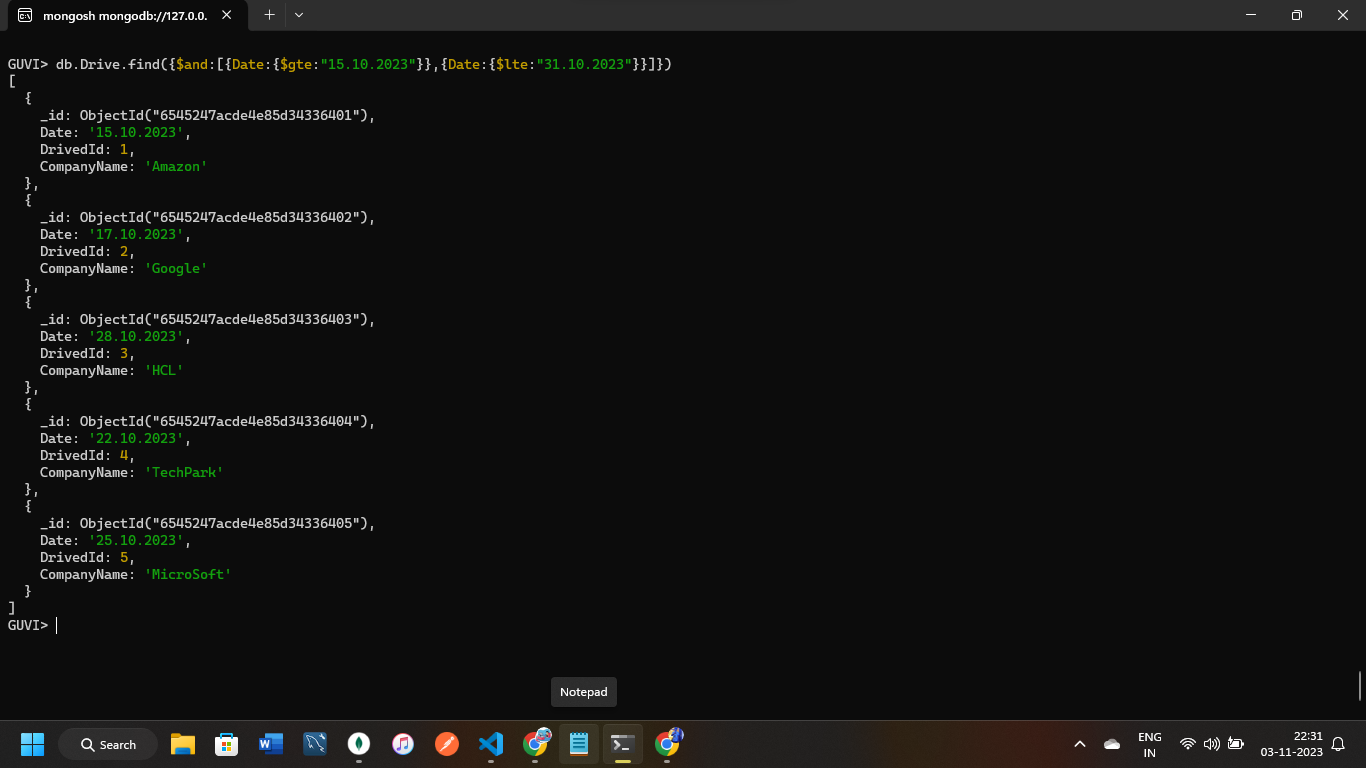 mongosh mongodb://127.0.0.
GUVI> db.Drive.find({$and:[{Date:{$gte:"15.10.2023"}},{Date:{$lte:"31.10.2023"}}]})
[
  {
    _id: ObjectId("6545247acde4e85d34336401"),
    Date: '15.10.2023',
    DrivedId: 1,
    CompanyName: 'Amazon'
  },
  {
    _id: ObjectId("6545247acde4e85d34336402"),
    Date: '17.10.2023',
    DrivedId: 2,
    CompanyName: 'Google'
  },
  {
    _id: ObjectId("6545247acde4e85d34336403"),
    Date: '28.10.2023',
    DrivedId: 3,
    CompanyName: 'HCL'
  },
  {
    _id: ObjectId("6545247acde4e85d34336404"),
    Date: '22.10.2023',
    DrivedId: 4,
    CompanyName: 'TechPark'
  },
  {
    _id: ObjectId("6545247acde4e85d34336405"),
    Date: '25.10.2023',
    DrivedId: 5,
    CompanyName: 'MicroSoft'
  }
]
GUVI>
Notepad
Search
ENG
IN
22:31
03-11-2023